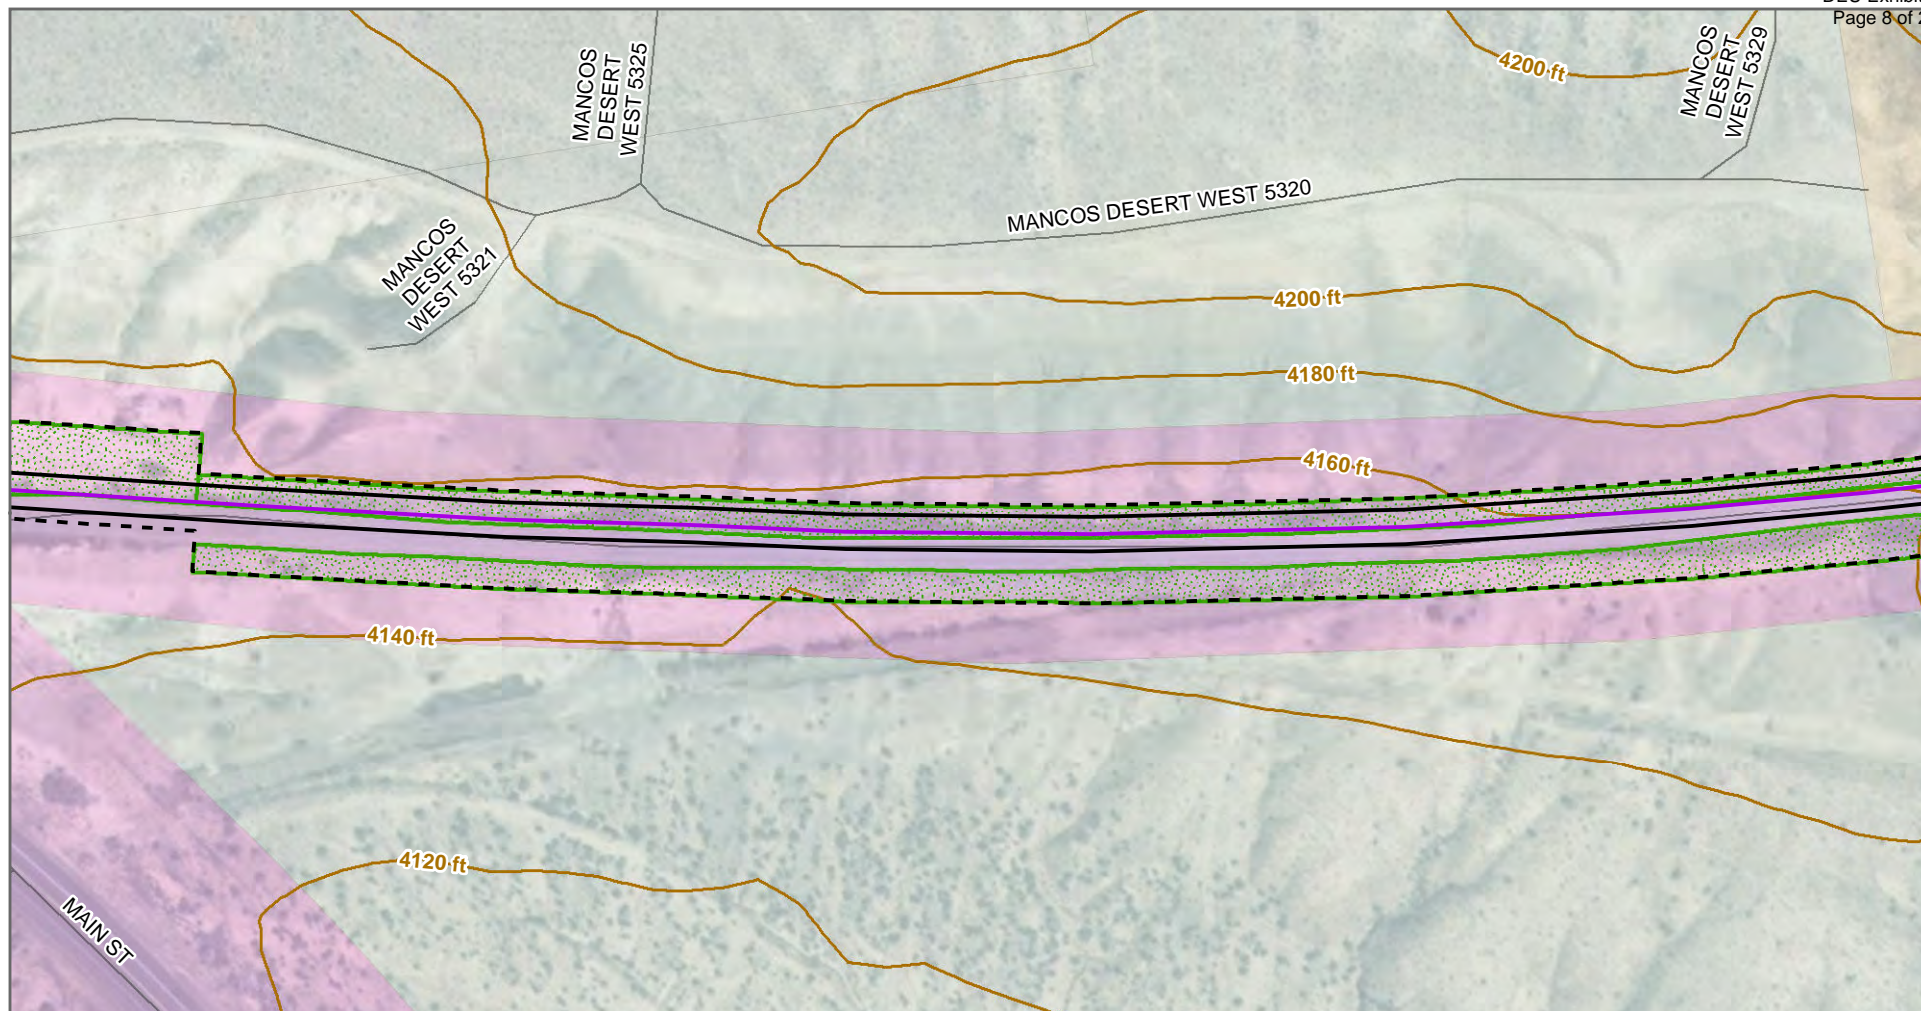 Page 8 of 2
MANCOS
DESERT
WEST 5325
4200 ft
MANCOS
DESERT
WEST 5329
MANCOS DESERT WEST 5320
MANCOS
DESERT
WEST 5321
4200 ft
4180 ft
4160 ft
4140 ft
4120 ft
MAIN ST